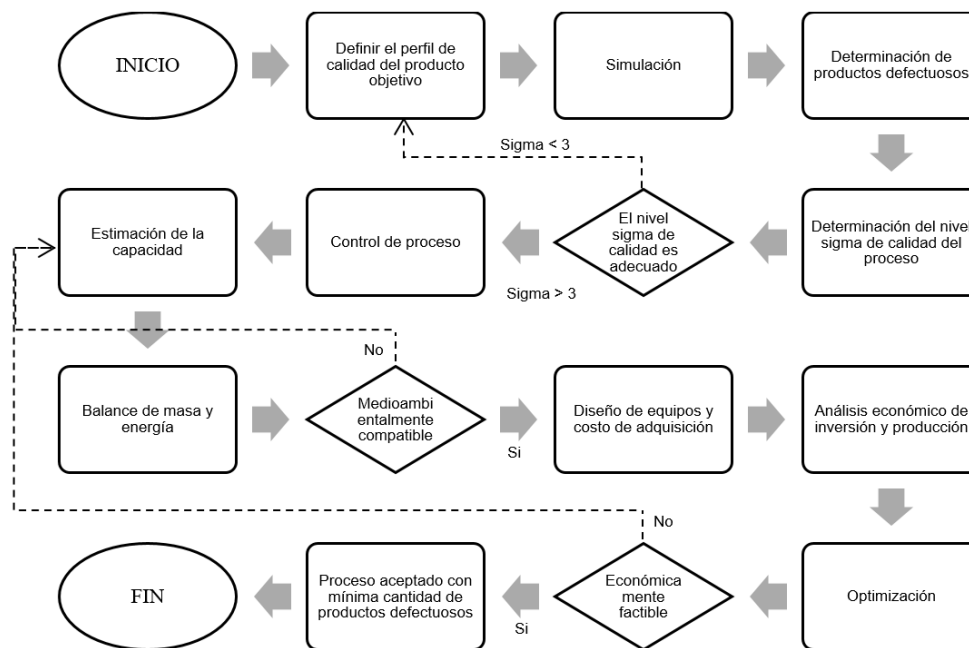 INICIO
Definir el perfil de
calidad del producto
objetivo
Simulación
Determinación de
productos defectuosos
Sigma < 3
Estimación de la
capacidad
Control de proceso
El nivel
sigma de
calidad es
adecuado
Determinación del nivel
sigma de calidad del
proceso
Sigma > 3
No
Balance de masa y
energía
Medioambi
entalmente
compatible
Si
Diseño de equipos y
costo de adquisición
Análisis económico de
inversión y producción
No
FIN
Proceso aceptado con
mínima cantidad de
productos defectuosos
Si
Económica
mente
factible
Optimización